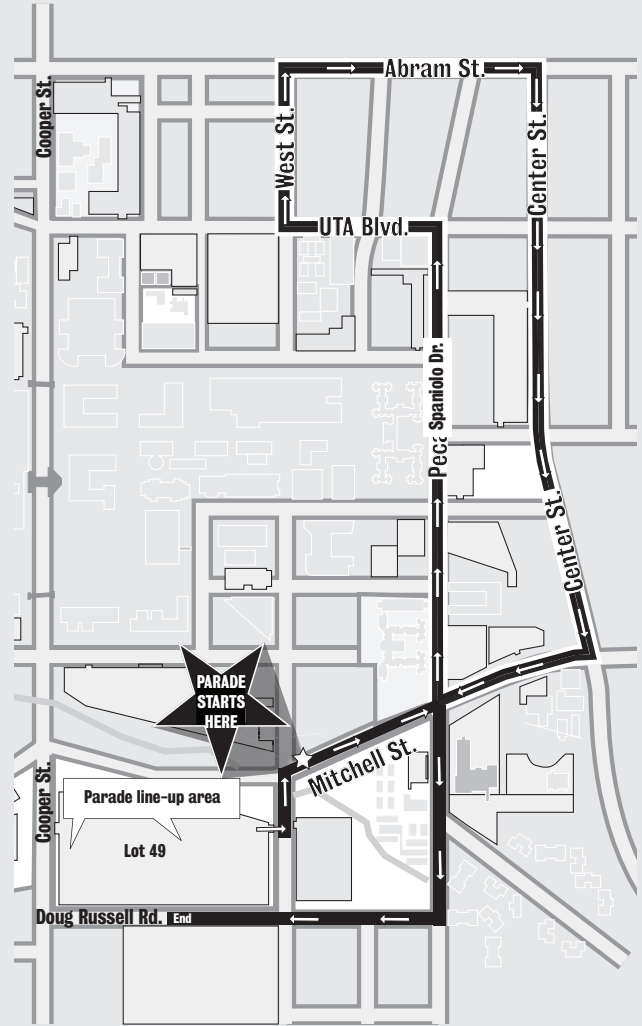 Abram St.
Cooper St.
West St.
Center St.
UTA Blvd.
Spaniolo Dr.
Center St.
PARADE
STARTS
HERE
Mitchell St.
Cooper St.
Parade line-up area
Lot 49
Doug Russell Rd.
End